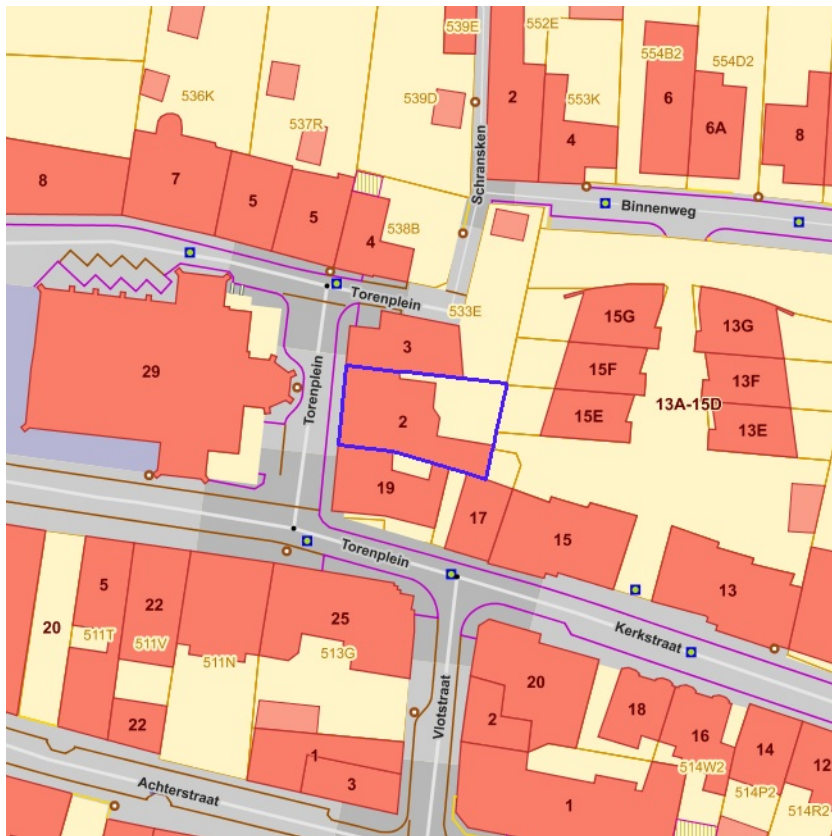 539E
552E
554B2
554D2
536K
2
6
539D
553K
537R
6A
8
4
Schransken
8
7
5
5
Binnenweg
4
538B
Torenplein
533E
15G
13G
3
29
Torenplein
15F
13F
13A-15D
2
15E
13E
19
17
15
Torenplein
13
5
22
25
Kerkstraat
20
511T
511V
513G
511N
20
Vlotstraat
18
2
22
16
14
1
514W2
12
3
Achterstraat
514P2
1
514R2